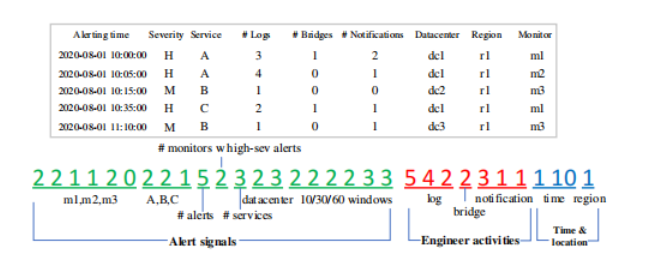 Alerting time Severity Service # Logs # Bridges # Notifications Datacenter Region Monitor
2020-08-01 10:00:00 H A 3 1 2 dc1 r1 m1
2020-08-01 10:05:00 H A 4 0 1 dc1 r1 m2
2020-08-01 10:15:00 M B 1 0 0 dc2 r1 m3
2020-08-01 10:35:00 H C 2 1 1 dc1 r1 m1
2020-08-01 11:10:00 M B 1 0 1 dc3 r1 m3
# monitors w high-sev alerts
2 2 1 1 2 0 2 2 1 5 2 3 2 3 2 2 2 2 3 3 5 4 2 2 3 1 1 1 10 1
m1,m2,m3 A,B,C datacenter 10/30/60 windows log notification time region
# alerts # services bridge
Alert signals Engineer activities Time & location